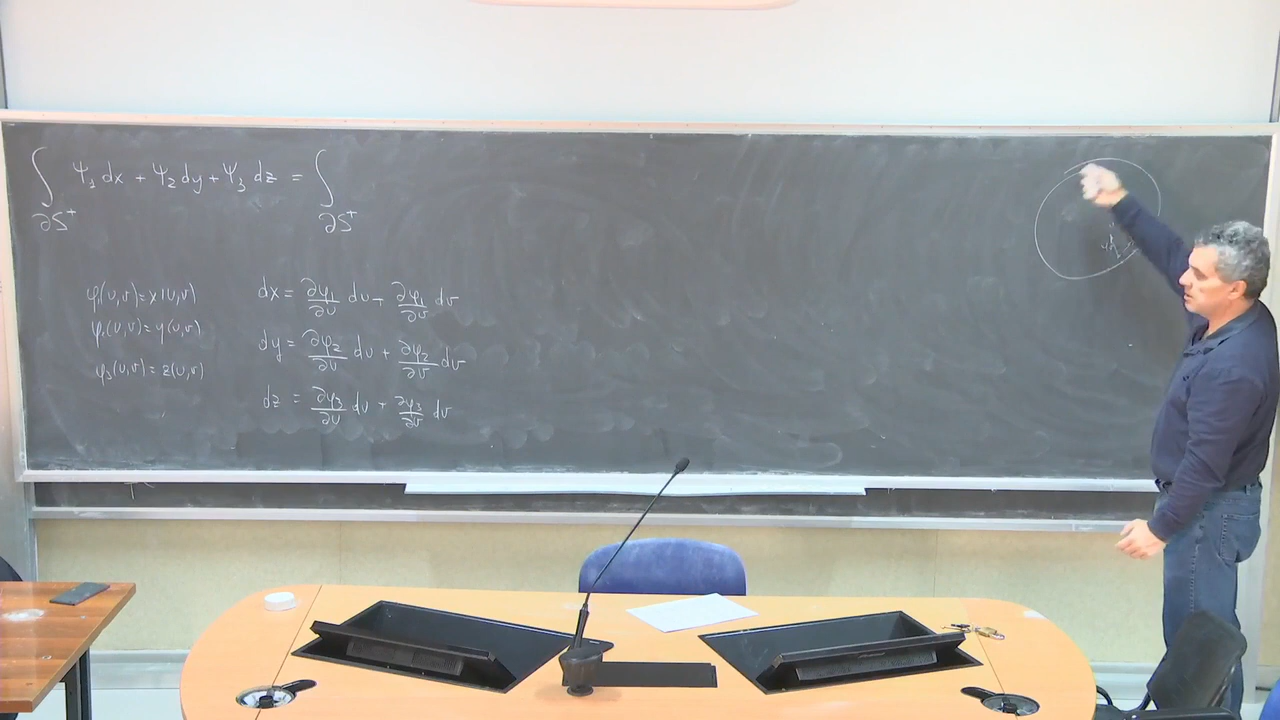 ∫_{∂S⁺} Ψ₁ dx + Ψ₂ dy + Ψ₃ dz = ∫_{∂S⁺}
φ₁(u,v) = x(u,v)
φ₂(u,v) = y(u,v)
φ₃(u,v) = z(u,v)
dx = ∂φ₁/∂u du + ∂φ₁/∂v dv
dy = ∂φ₂/∂u du + ∂φ₂/∂v dv
dz = ∂φ₃/∂u du + ∂φ₃/∂v dv